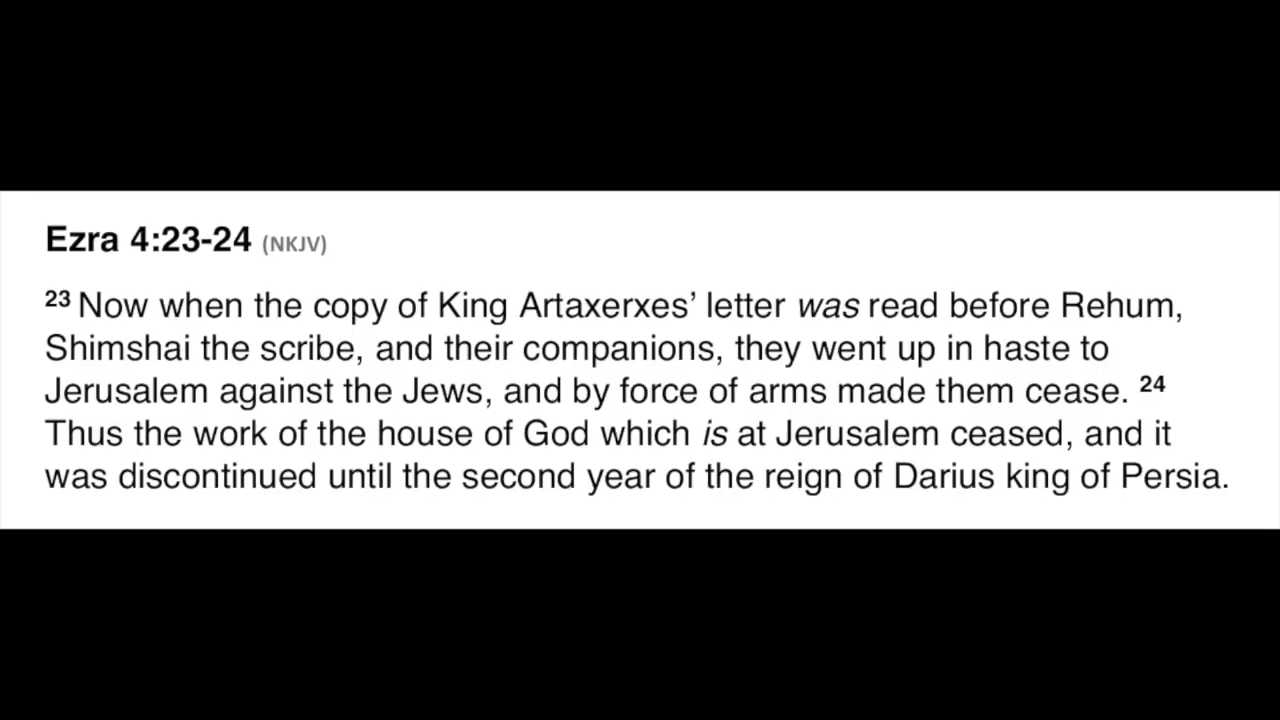 Ezra 4:23-24 (NKJV)
23 Now when the copy of King Artaxerxes’ letter was read before Rehum,
Shimshai the scribe, and their companions, they went up in haste to
Jerusalem against the Jews, and by force of arms made them cease. 24
Thus the work of the house of God which is at Jerusalem ceased, and it
was discontinued until the second year of the reign of Darius king of Persia.